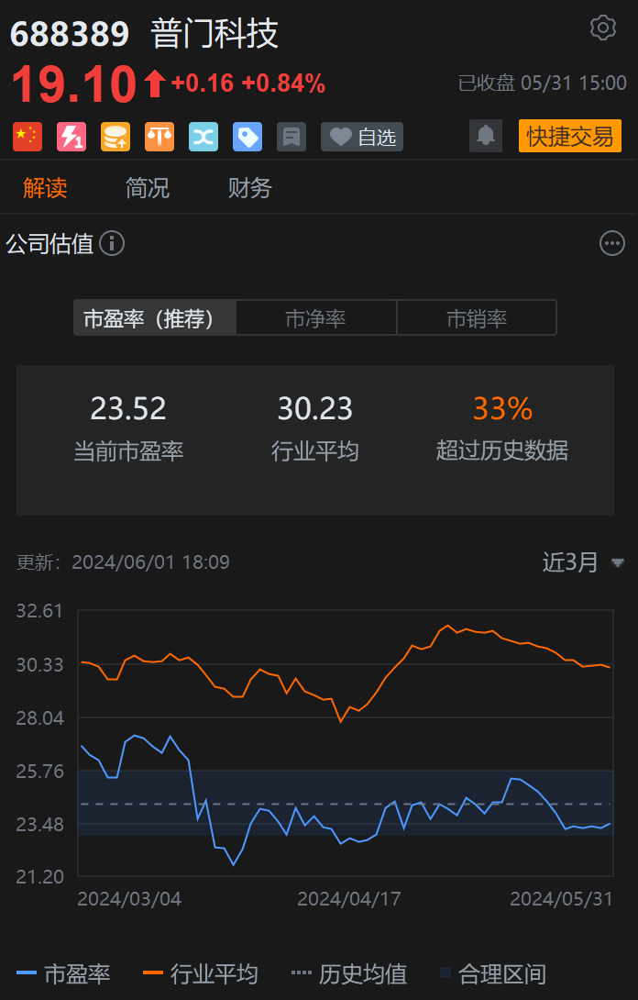 688389 普门科技
19.10 +0.16 +0.84% 已收盘 05/31 15:00
1 自选 快捷交易
解读 简况 财务
公司估值
市盈率（推荐） 市净率 市销率
23.52 30.23 33%
当前市盈率 行业平均 超过历史数据
更新：2024/06/01 18:09 近3月
32.61
30.33
28.04
25.76
23.48
21.20
2024/03/04 2024/04/17 2024/05/31
市盈率 行业平均 历史均值 合理区间